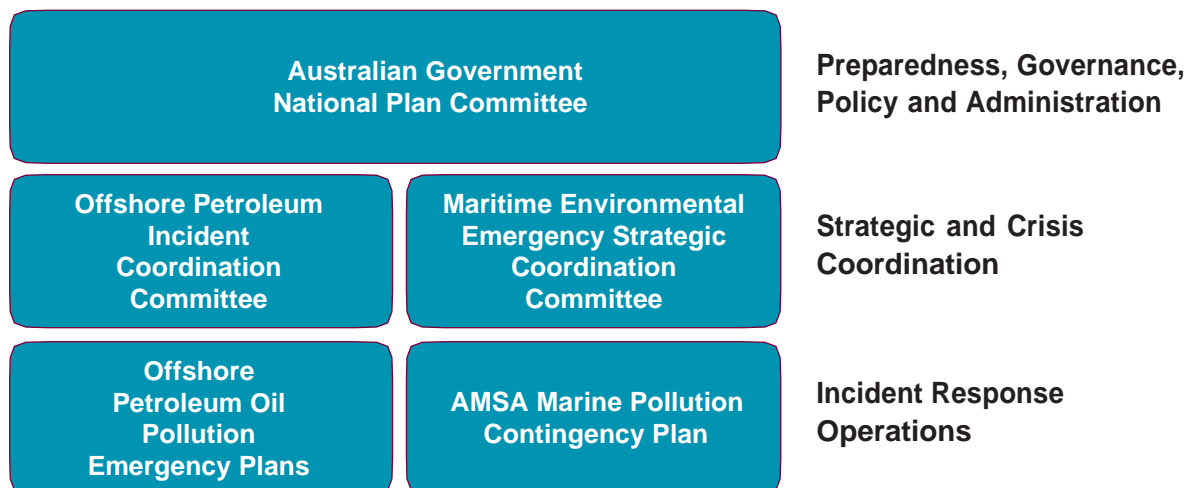 Australian Government
National Plan Committee
Preparedness, Governance,
Policy and Administration
Offshore Petroleum
Incident
Coordination
Committee
Maritime Environmental
Emergency Strategic
Coordination
Committee
Strategic and Crisis
Coordination
Offshore
Petroleum Oil
Pollution
Emergency Plans
AMSA Marine Pollution
Contingency Plan
Incident Response
Operations